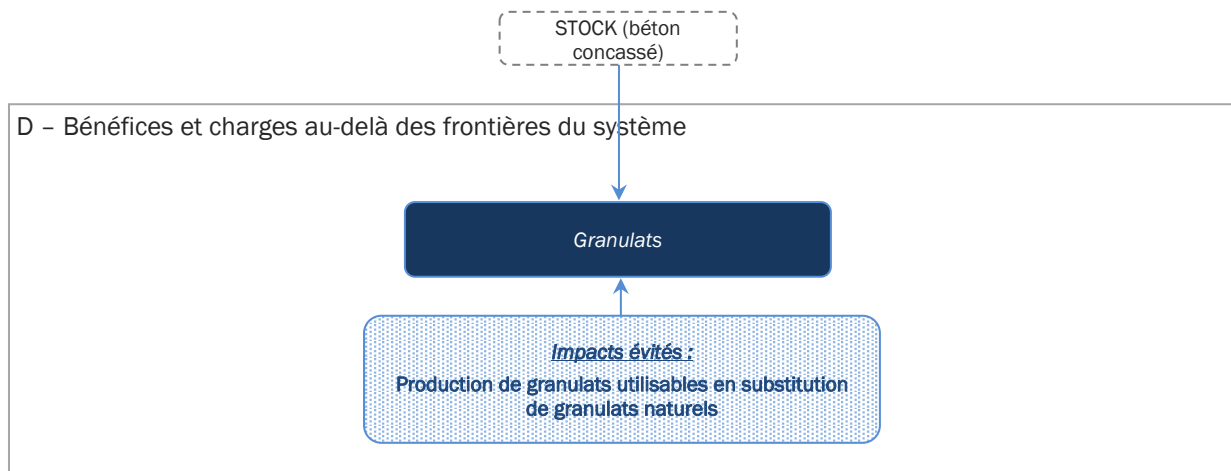 STOCK (béton
concassé)
D – Bénéfices et charges au-delà des frontières du système
Granulats
Impacts évités :
Production de granulats utilisables en substitution
de granulats naturels